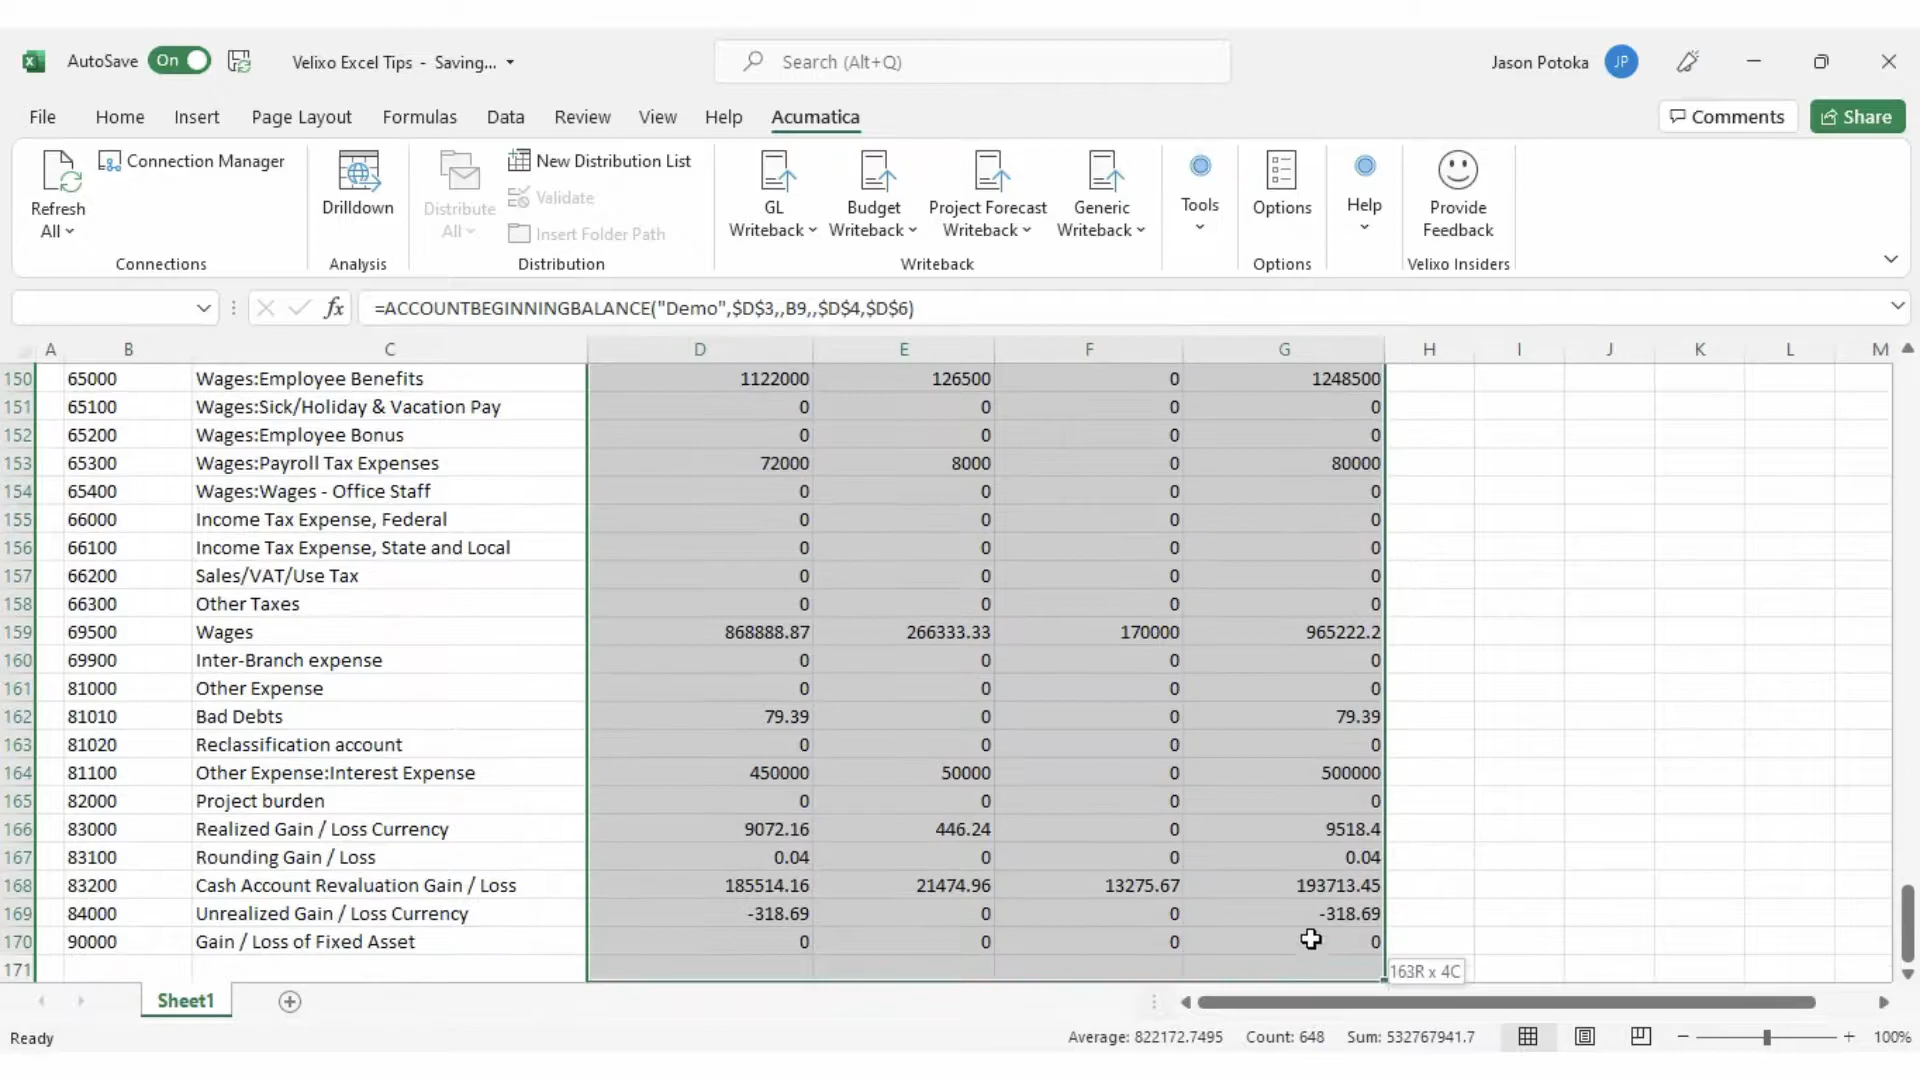 AutoSave On Velixo Excel Tips - Saving... Search (Alt+Q) Jason Potoka JP
File Home Insert Page Layout Formulas Data Review View Help Acumatica Comments Share
Refresh All
Connection Manager
Connections
Drilldown
Analysis
Distribute All
New Distribution List
Validate
Insert Folder Path
Distribution
GL Writeback
Budget Writeback
Project Forecast Writeback
Generic Writeback
Writeback
Tools
Options
Options
Help
Provide Feedback
Velixo Insiders
fx =ACCOUNTBEGINNINGBALANCE("Demo",$D$3,,B9,,$D$4,$D$6)
A B C D E F G H I J K L M
150 65000 Wages:Employee Benefits 1122000 126500 0 1248500
151 65100 Wages:Sick/Holiday & Vacation Pay 0 0 0 0
152 65200 Wages:Employee Bonus 0 0 0 0
153 65300 Wages:Payroll Tax Expenses 72000 8000 0 80000
154 65400 Wages:Wages - Office Staff 0 0 0 0
155 66000 Income Tax Expense, Federal 0 0 0 0
156 66100 Income Tax Expense, State and Local 0 0 0 0
157 66200 Sales/VAT/Use Tax 0 0 0 0
158 66300 Other Taxes 0 0 0 0
159 69500 Wages 868888.87 266333.33 170000 965222.2
160 69900 Inter-Branch expense 0 0 0 0
161 81000 Other Expense 0 0 0 0
162 81010 Bad Debts 79.39 0 0 79.39
163 81020 Reclassification account 0 0 0 0
164 81100 Other Expense:Interest Expense 450000 50000 0 500000
165 82000 Project burden 0 0 0 0
166 83000 Realized Gain / Loss Currency 9072.16 446.24 0 9518.4
167 83100 Rounding Gain / Loss 0.04 0 0 0.04
168 83200 Cash Account Revaluation Gain / Loss 185514.16 21474.96 13275.67 193713.45
169 84000 Unrealized Gain / Loss Currency -318.69 0 0 -318.69
170 90000 Gain / Loss of Fixed Asset 0 0 0 0
171
163R x 4C
Sheet1
Ready Average: 822172.7495 Count: 648 Sum: 532767941.7 100%